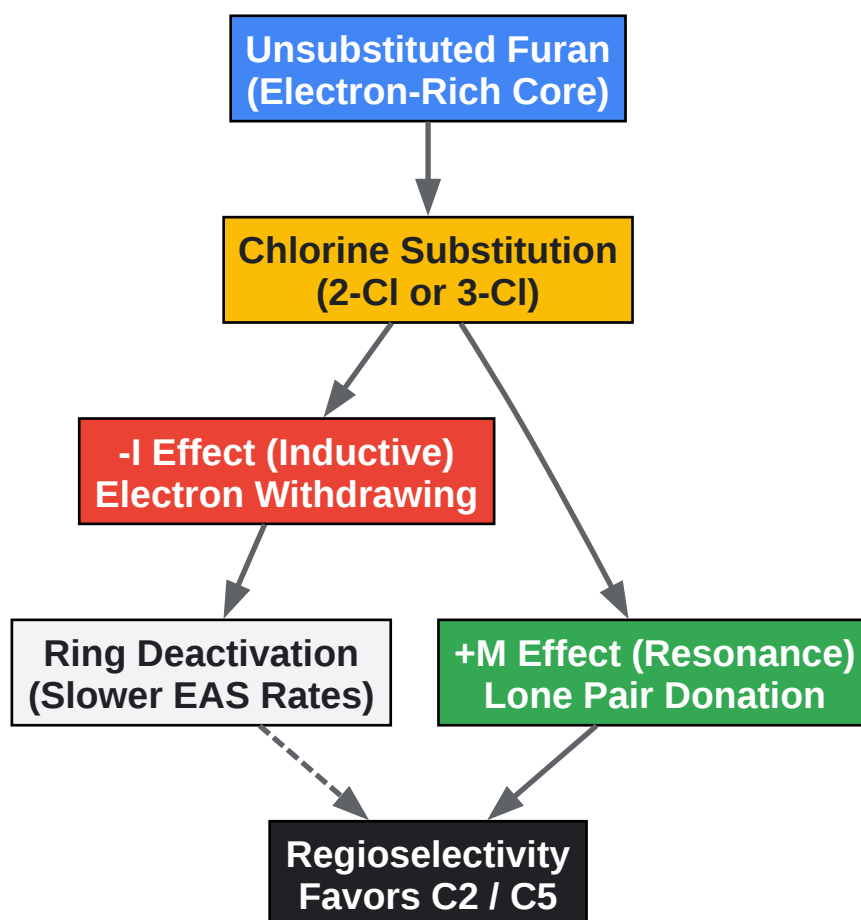 Unsubstituted Furan
(Electron-Rich Core)
Chlorine Substitution
(2-Cl or 3-Cl)
-I Effect (Inductive)
Electron Withdrawing
Ring Deactivation
(Slower EAS Rates)
+M Effect (Resonance)
Lone Pair Donation
Regioselectivity
Favors C2 / C5